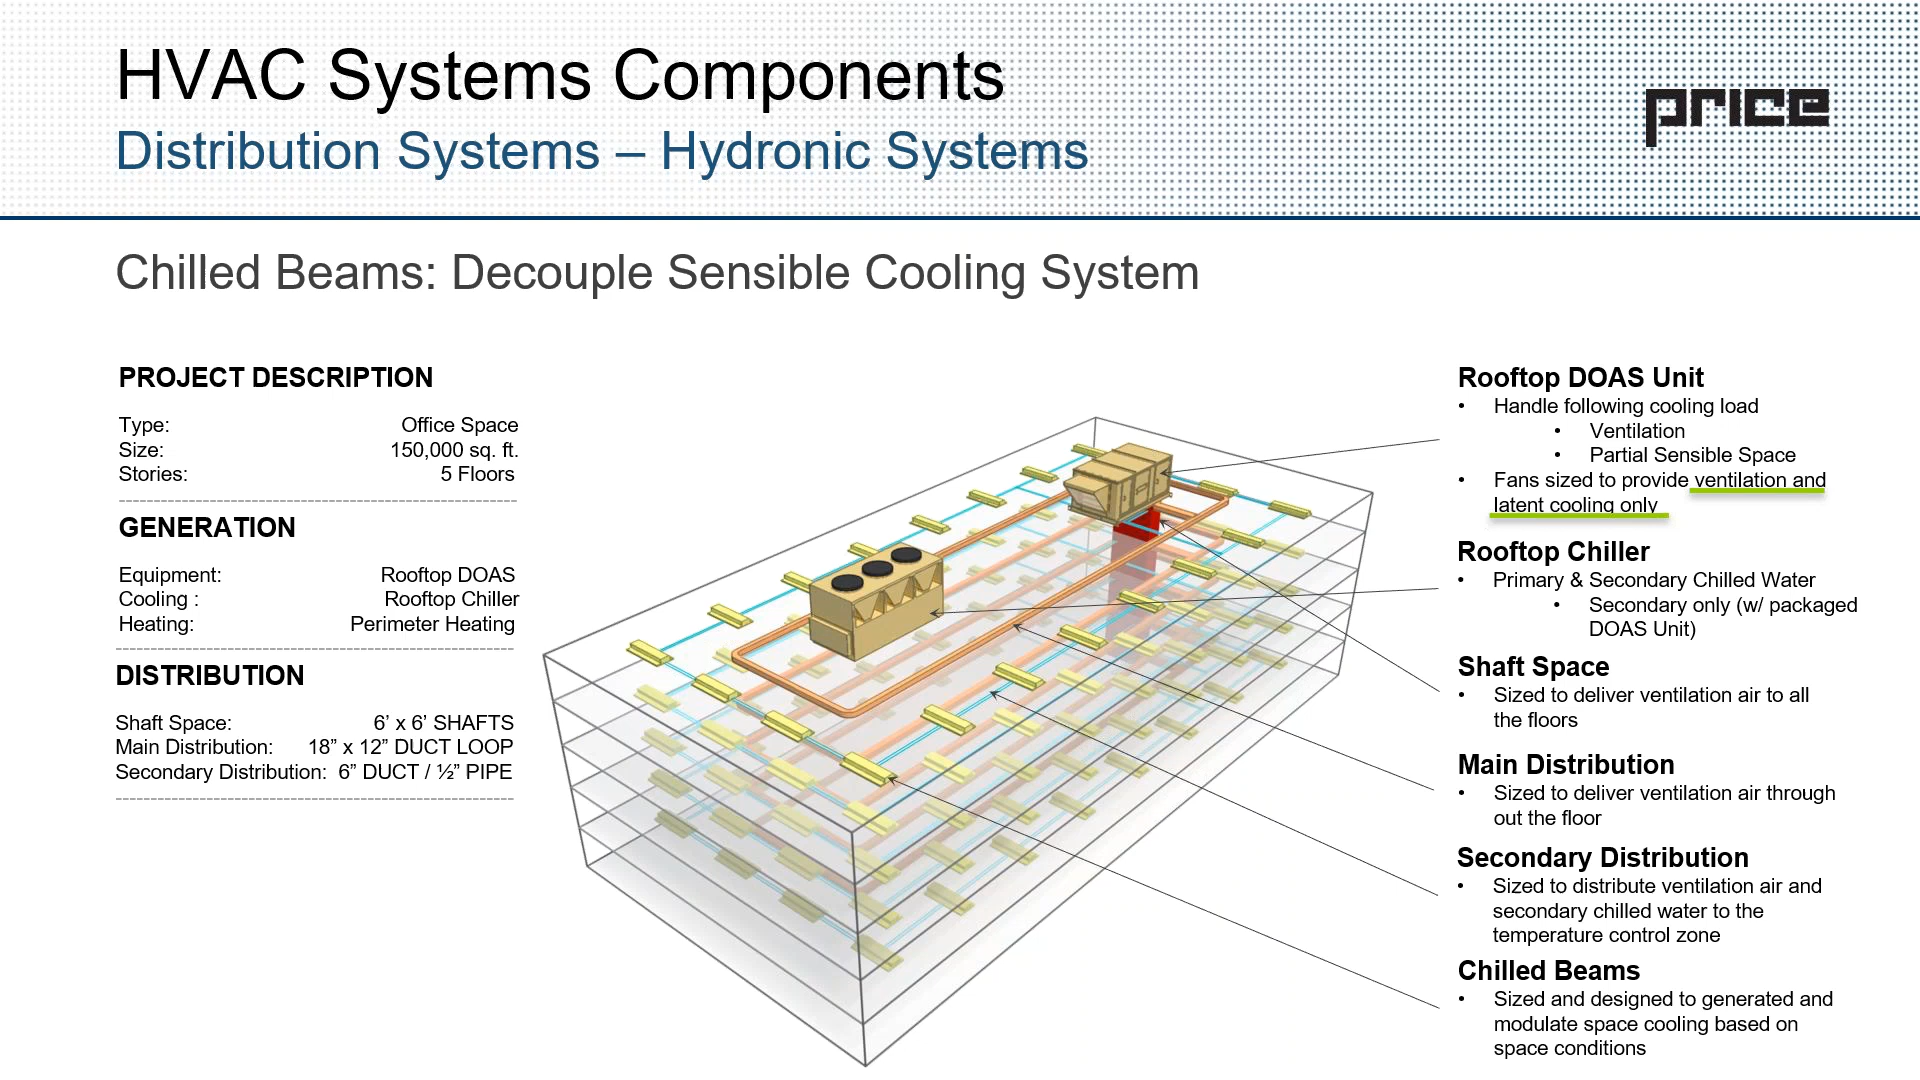 HVAC Systems Components
Distribution Systems – Hydronic Systems
price
Chilled Beams: Decouple Sensible Cooling System
PROJECT DESCRIPTION
Type: Office Space
Size: 150,000 sq. ft.
Stories: 5 Floors
GENERATION
Equipment: Rooftop DOAS
Cooling : Rooftop Chiller
Heating: Perimeter Heating
DISTRIBUTION
Shaft Space: 6’ x 6’ SHAFTS
Main Distribution: 18” x 12” DUCT LOOP
Secondary Distribution: 6” DUCT / ½” PIPE
Rooftop DOAS Unit
• Handle following cooling load
• Ventilation
• Partial Sensible Space
• Fans sized to provide ventilation and
latent cooling only
Rooftop Chiller
• Primary & Secondary Chilled Water
• Secondary only (w/ packaged
DOAS Unit)
Shaft Space
• Sized to deliver ventilation air to all
the floors
Main Distribution
• Sized to deliver ventilation air through
out the floor
Secondary Distribution
• Sized to distribute ventilation air and
secondary chilled water to the
temperature control zone
Chilled Beams
• Sized and designed to generated and
modulate space cooling based on
space conditions